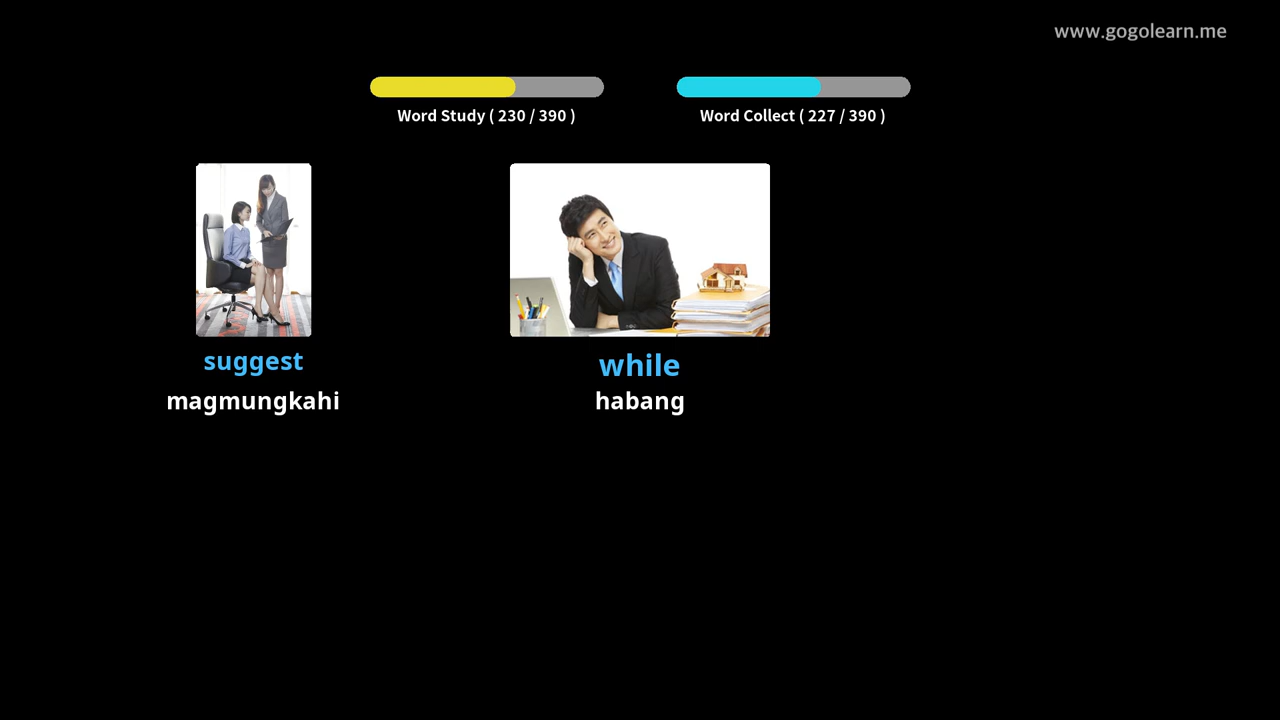 www.gogolearn.me
Word Study ( 230 / 390 )
Word Collect ( 227 / 390 )
suggest
magmungkahi
while
habang